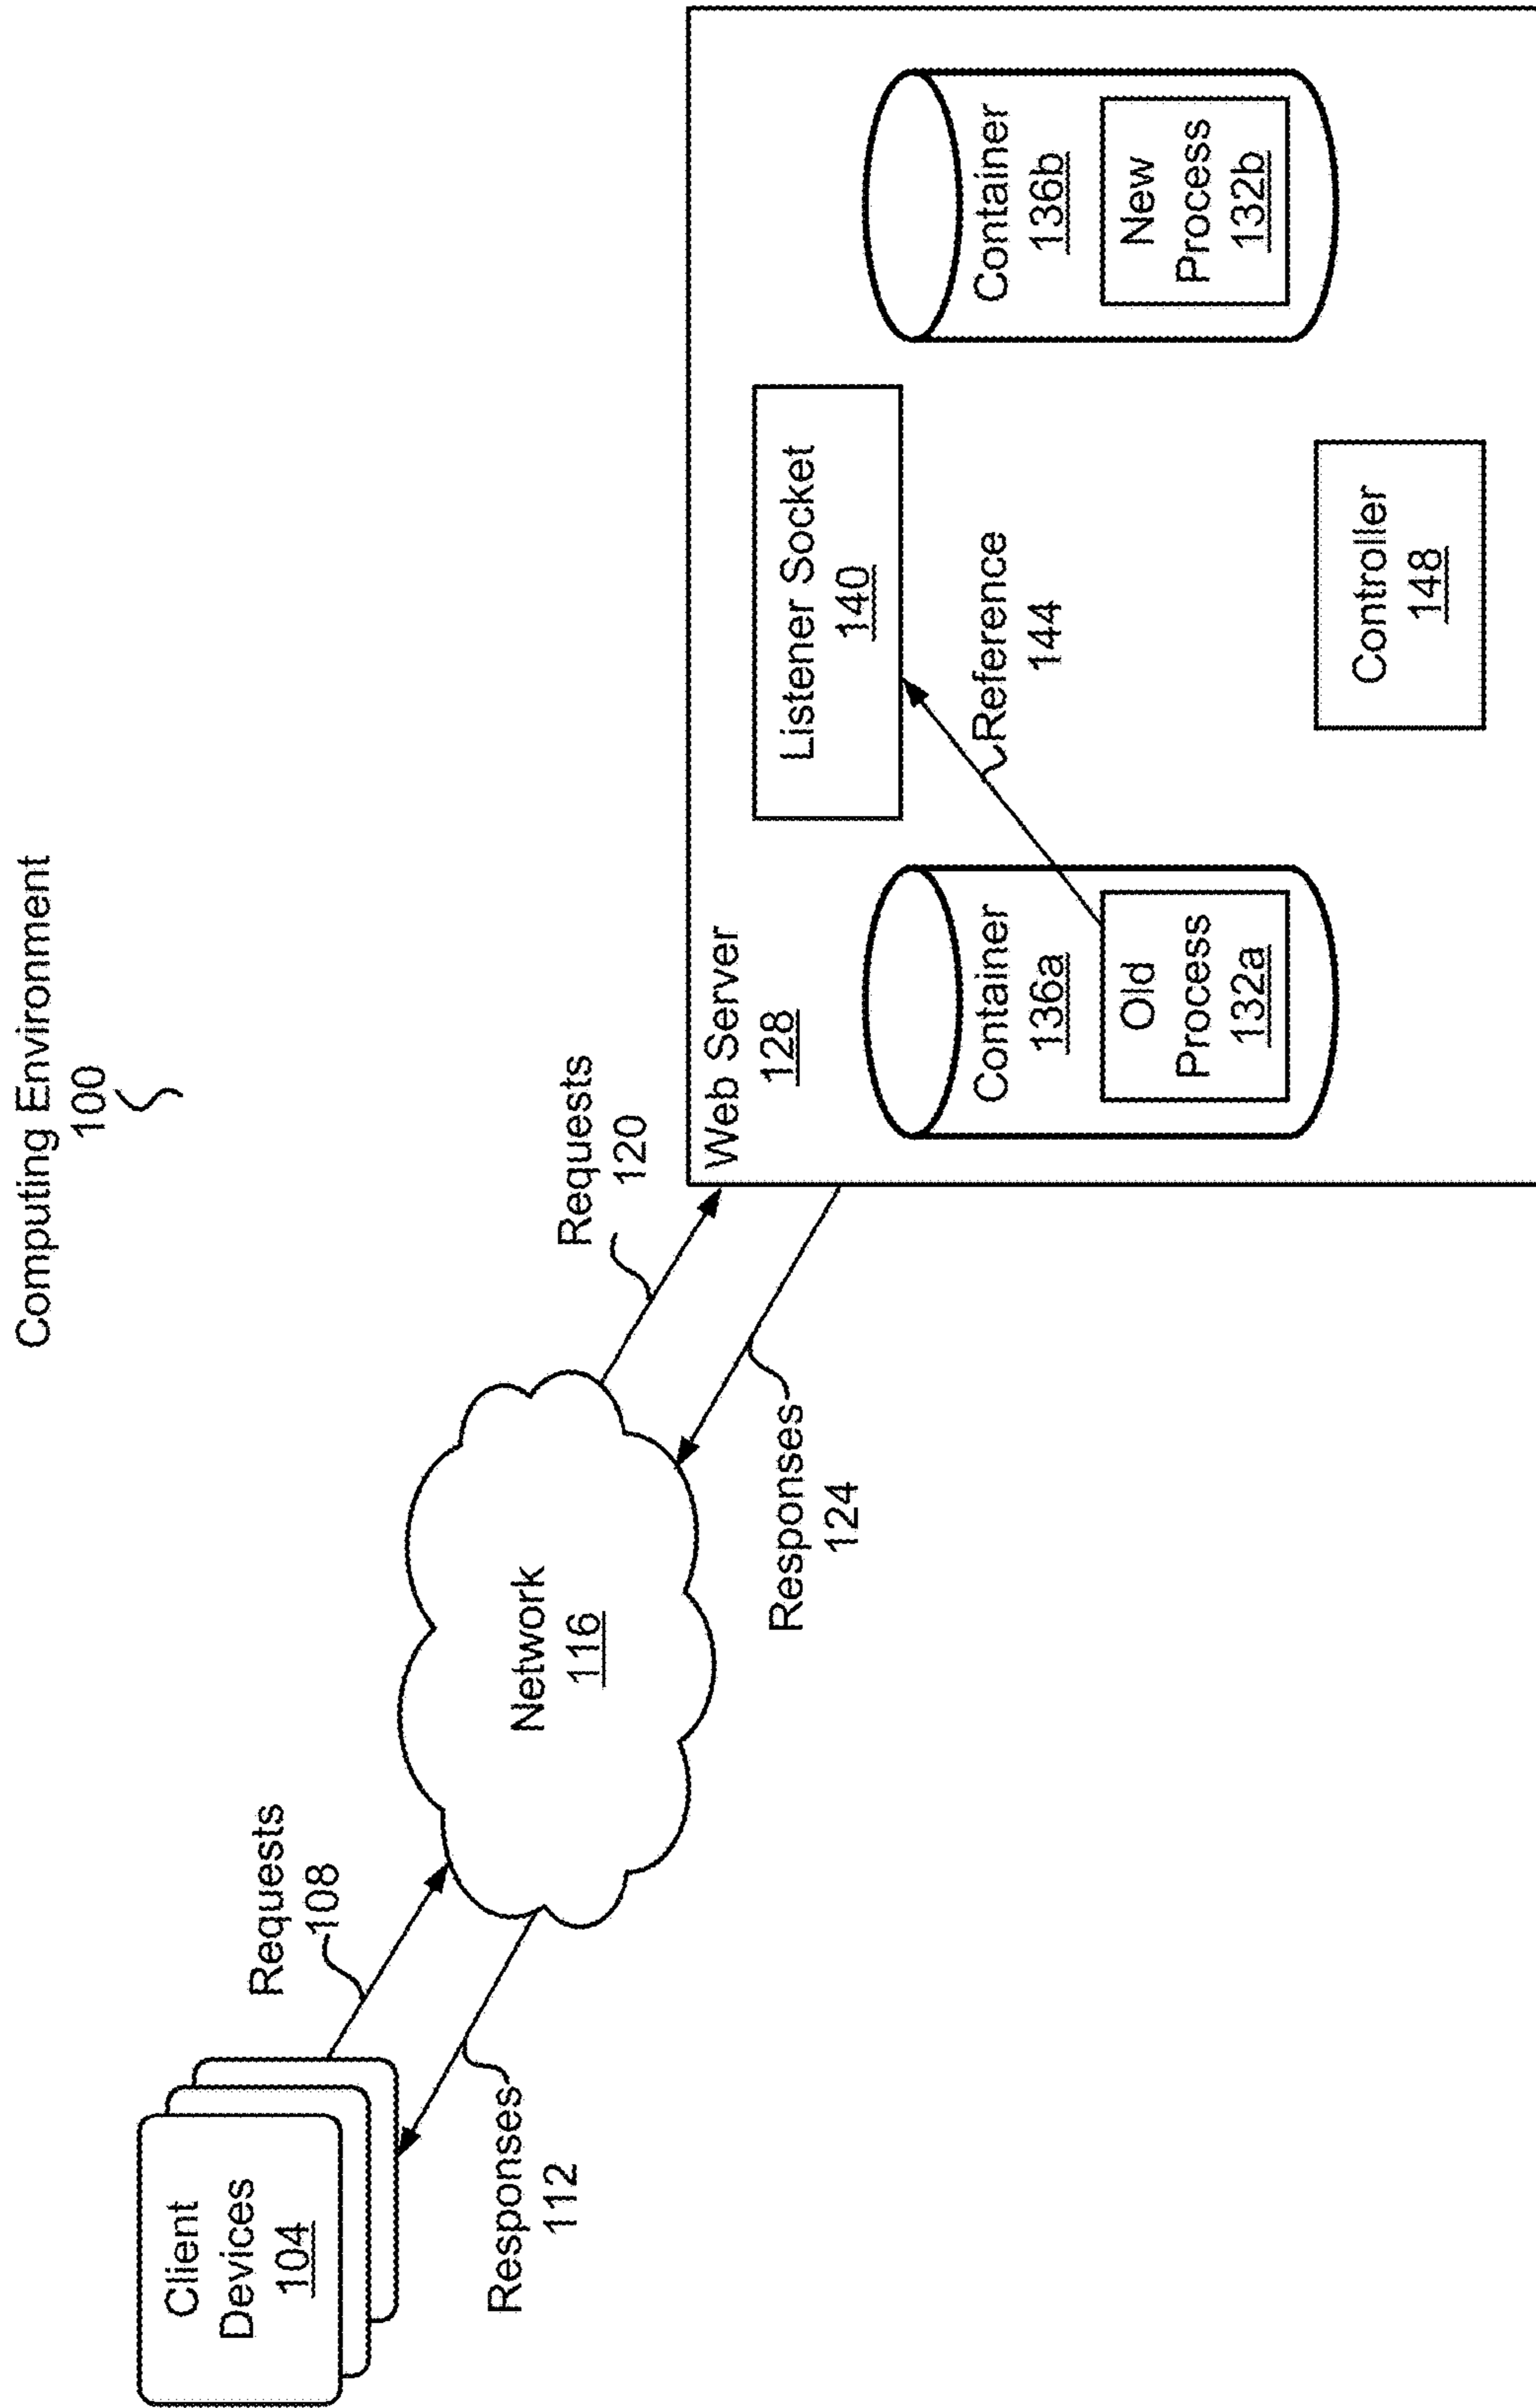 Computing Environment
100
Client
Devices
104
Requests
108
Responses
112
Network
116
Requests
120
Responses
124
Web Server
128
Listener Socket
140
Reference
144
Container
136a
Old
Process
132a
Container
136b
New
Process
132b
Controller
148